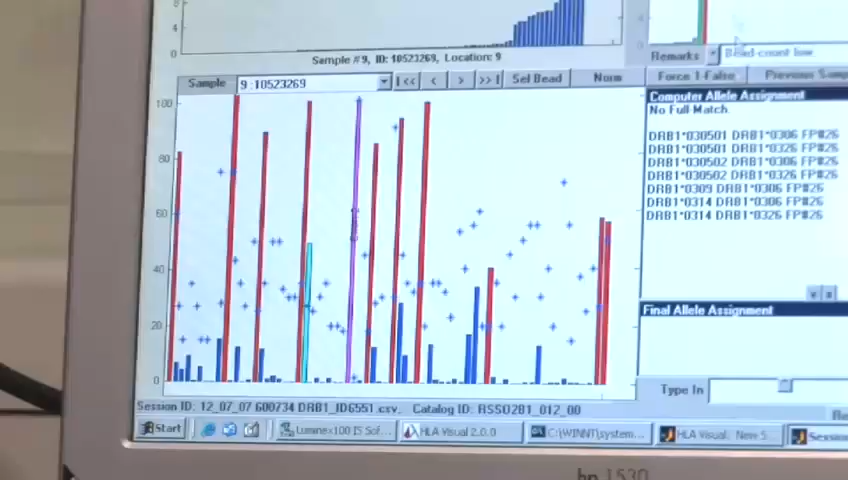 8
4
Sample #9, ID: 10523269, Location: 9
Remarks
Bead-count low
Sample
9 :10523269
|<<
<
>
>>|
Sel Bead
Norm
Force 1-False
Previous Samp
100
80
60
40
20
0
Computer Allele Assignment
No Full Match.
DRB1*030501 DRB1*0306 FP#26
DRB1*030501 DRB1*0326 FP#26
DRB1*030502 DRB1*0306 FP#26
DRB1*030502 DRB1*0326 FP#26
DRB1*0309 DRB1*0306 FP#26
DRB1*0314 DRB1*0306 FP#26
DRB1*0314 DRB1*0326 FP#26
Final Allele Assignment
Type In
Session ID: 12_07_07 600734 DRB1_ID6551.csv, Catalog ID: RSSO2B1_012_00
Re
Start
Luminex100 IS Sof...
HLA Visual 2.0.0
C:\WINNT\system...
HLA Visual: New S...
Session
hp L1530